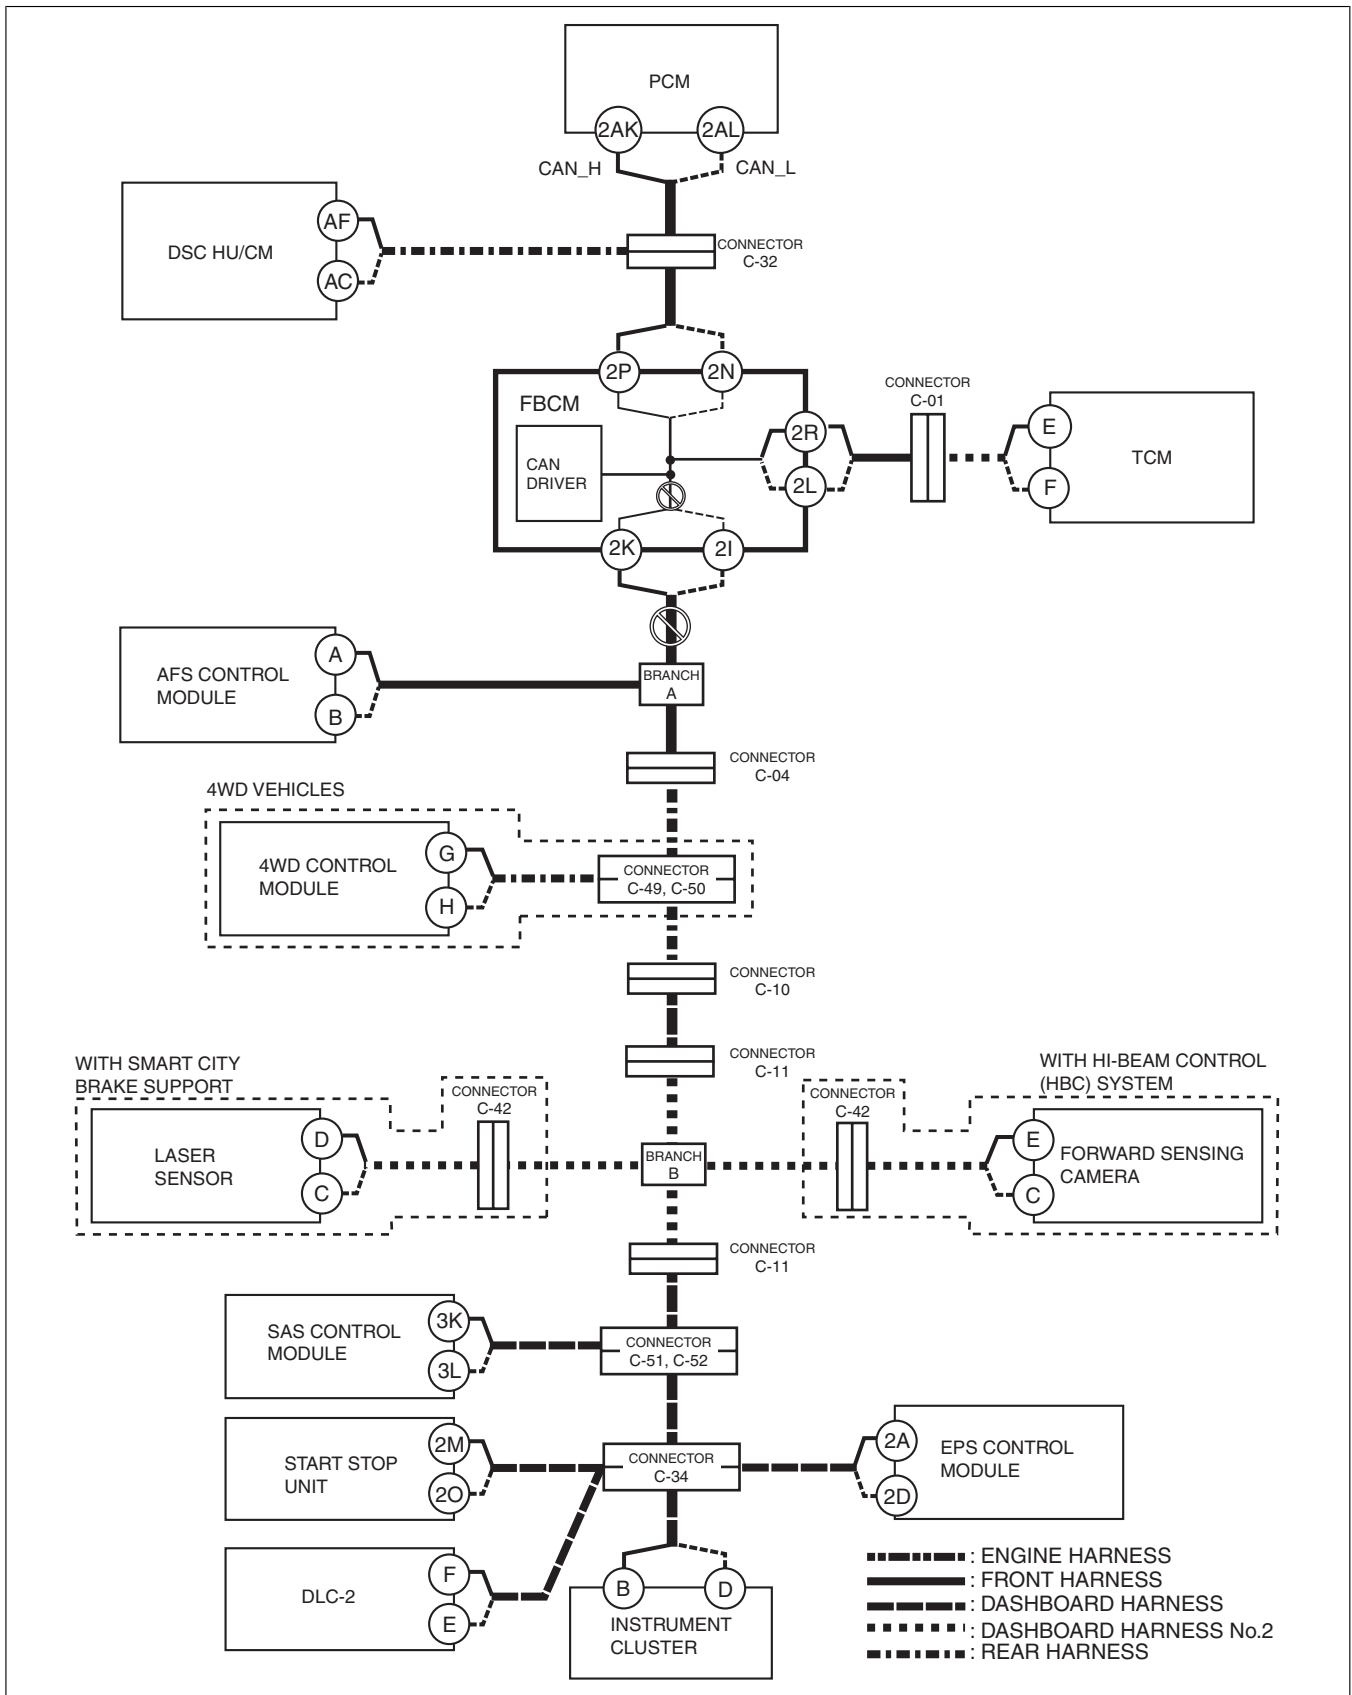 PCM
2AK
2AL
CAN_H
CAN_L
DSC HU/CM
AF
AC
CONNECTOR
C-32
2P
2N
FBCM
CAN
DRIVER
2R
2L
2K
2I
CONNECTOR
C-01
E
F
TCM
AFS CONTROL
MODULE
A
B
BRANCH
A
CONNECTOR
C-04
4WD VEHICLES
4WD CONTROL
MODULE
G
H
CONNECTOR
C-49, C-50
CONNECTOR
C-10
CONNECTOR
C-11
WITH SMART CITY
BRAKE SUPPORT
LASER
SENSOR
D
C
CONNECTOR
C-42
BRANCH
B
WITH HI-BEAM CONTROL
(HBC) SYSTEM
CONNECTOR
C-42
E
C
FORWARD SENSING
CAMERA
CONNECTOR
C-11
SAS CONTROL
MODULE
3K
3L
CONNECTOR
C-51, C-52
START STOP
UNIT
2M
2O
CONNECTOR
C-34
2A
2D
EPS CONTROL
MODULE
DLC-2
F
E
B
D
INSTRUMENT
CLUSTER
: ENGINE HARNESS
: FRONT HARNESS
: DASHBOARD HARNESS
: DASHBOARD HARNESS No.2
: REAR HARNESS